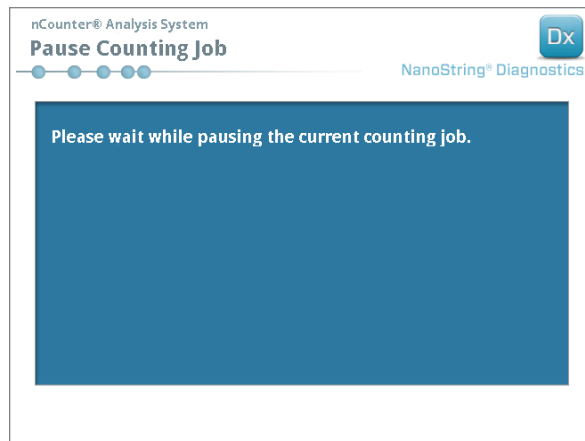 nCounter® Analysis System
Pause Counting Job
Dx
NanoString® Diagnostics
Please wait while pausing the current counting job.